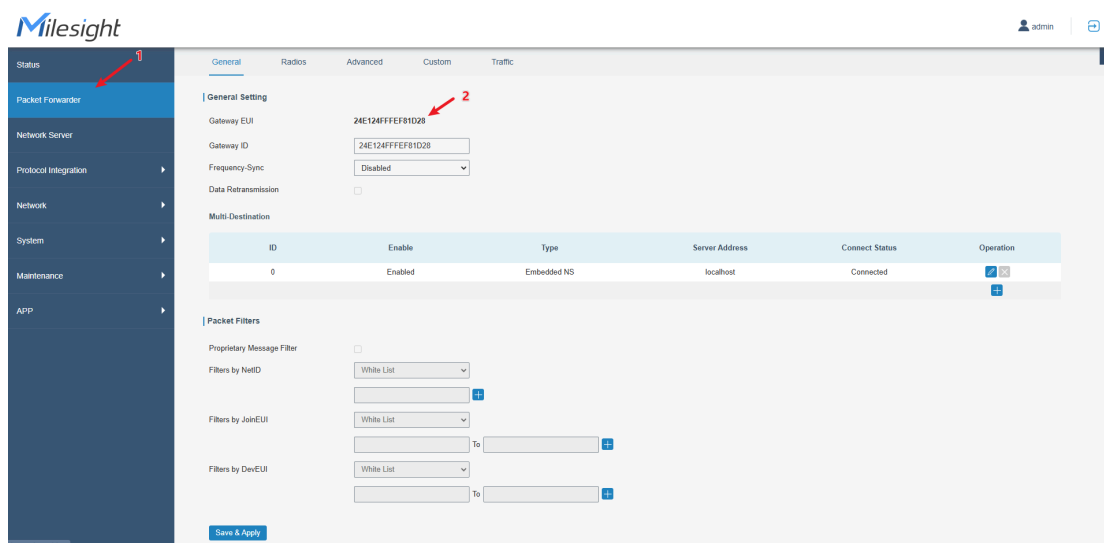 Milesight
admin
1
Status
General Radios Advanced Custom Traffic
Packet Forwarder
General Setting
2
Gateway EUI 24E124FFFEF81D28
Network Server
Gateway ID 24E124FFFEF81D28
Protocol Integration
Frequency-Sync Disabled
Data Retransmission
Network
Multi-Destination
System
ID Enable Type Server Address Connect Status Operation
Maintenance
0 Enabled Embedded NS localhost Connected
APP
Packet Filters
Proprietary Message Filter
Filters by NetID White List
Filters by JoinEUI White List
To
Filters by DevEUI White List
To
Save & Apply